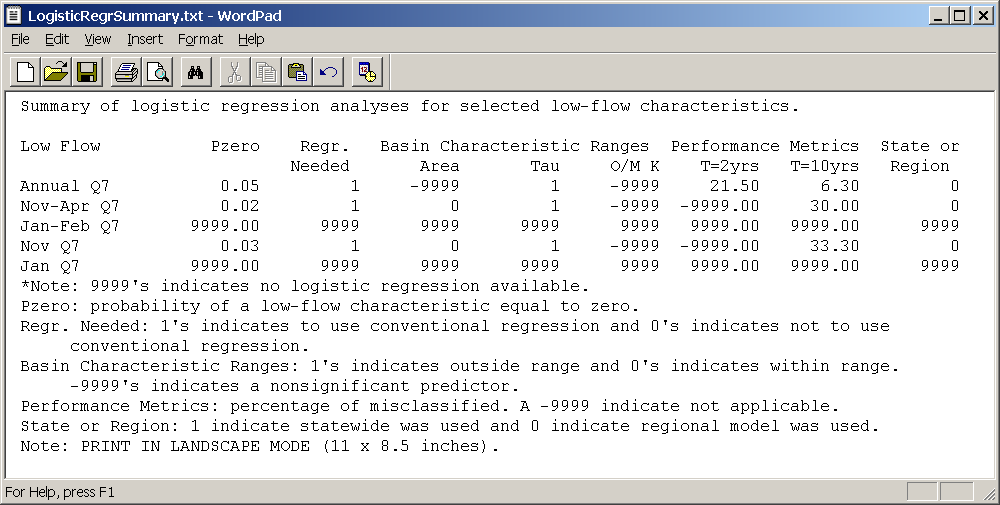 LogisticRegrSummary.txt - WordPad
File Edit View Insert Format Help
Summary of logistic regression analyses for selected low-flow characteristics.
Low Flow Pzero Regr. Basin Characteristic Ranges Performance Metrics State or
Needed Area Tau O/M K T=2yrs T=10yrs Region
Annual Q7 0.05 1 -9999 1 -9999 21.50 6.30 0
Nov-Apr Q7 0.02 1 0 1 -9999 -9999.00 30.00 0
Jan-Feb Q7 9999.00 9999 9999 9999 9999 9999.00 9999.00 9999
Nov Q7 0.03 1 0 1 -9999 -9999.00 33.30 0
Jan Q7 9999.00 9999 9999 9999 9999 9999.00 9999.00 9999
*Note: 9999's indicates no logistic regression available.
Pzero: probability of a low-flow characteristic equal to zero.
Regr. Needed: 1's indicates to use conventional regression and 0's indicates not to use
conventional regression.
Basin Characteristic Ranges: 1's indicates outside range and 0's indicates within range.
-9999's indicates a nonsignificant predictor.
Performance Metrics: percentage of misclassified. A -9999 indicate not applicable.
State or Region: 1 indicate statewide was used and 0 indicate regional model was used.
Note: PRINT IN LANDSCAPE MODE (11 x 8.5 inches).
For Help, press F1